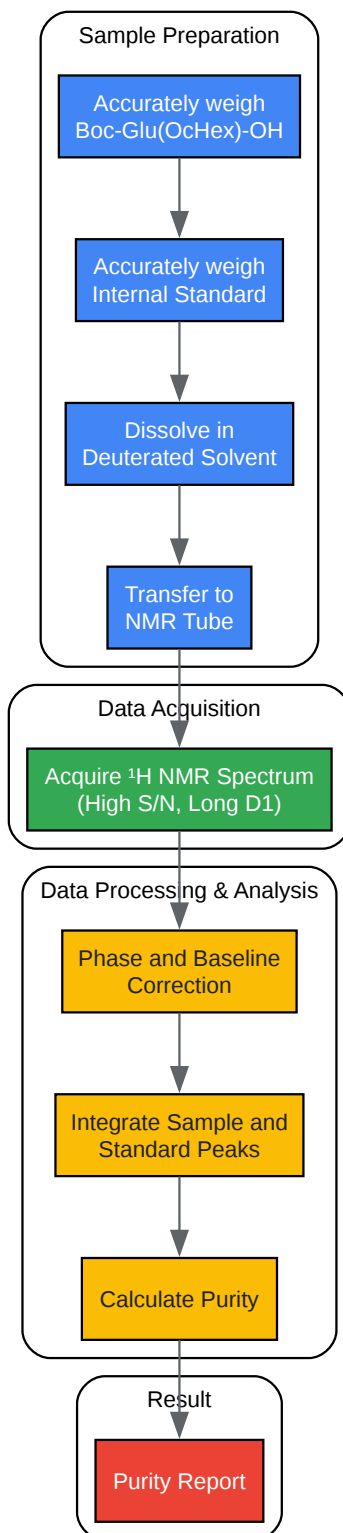 Sample Preparation
Accurately weigh
Boc-Glu(OcHex)-OH
Accurately weigh
Internal Standard
Dissolve in
Deuterated Solvent
Transfer to
NMR Tube
Data Acquisition
Acquire ¹H NMR Spectrum
(High S/N, Long D1)
Data Processing & Analysis
Phase and Baseline
Correction
Integrate Sample and
Standard Peaks
Calculate Purity
Result
Purity Report